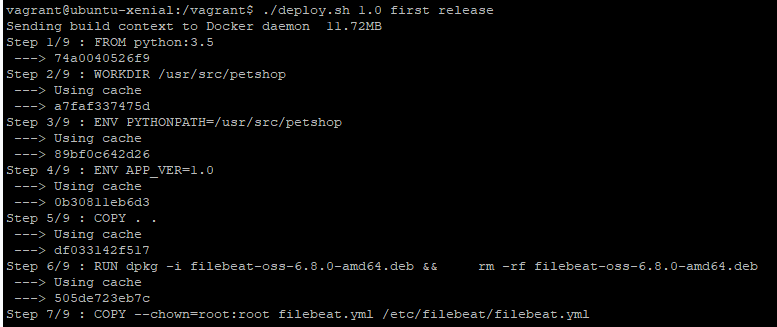 vagrant@ubuntu-xenial:/vagrant$ ./deploy.sh 1.0 first release
Sending build context to Docker daemon  11.72MB
Step 1/9 : FROM python:3.5
 ---> 74a0040526f9
Step 2/9 : WORKDIR /usr/src/petshop
 ---> Using cache
 ---> a7faf337475d
Step 3/9 : ENV PYTHONPATH=/usr/src/petshop
 ---> Using cache
 ---> 89bf0c642d26
Step 4/9 : ENV APP_VER=1.0
 ---> Using cache
 ---> 0b30811eb6d3
Step 5/9 : COPY . .
 ---> Using cache
 ---> df033142f517
Step 6/9 : RUN dpkg -i filebeat-oss-6.8.0-amd64.deb &&     rm -rf filebeat-oss-6.8.0-amd64.deb
 ---> Using cache
 ---> 505de723eb7c
Step 7/9 : COPY --chown=root:root filebeat.yml /etc/filebeat/filebeat.yml